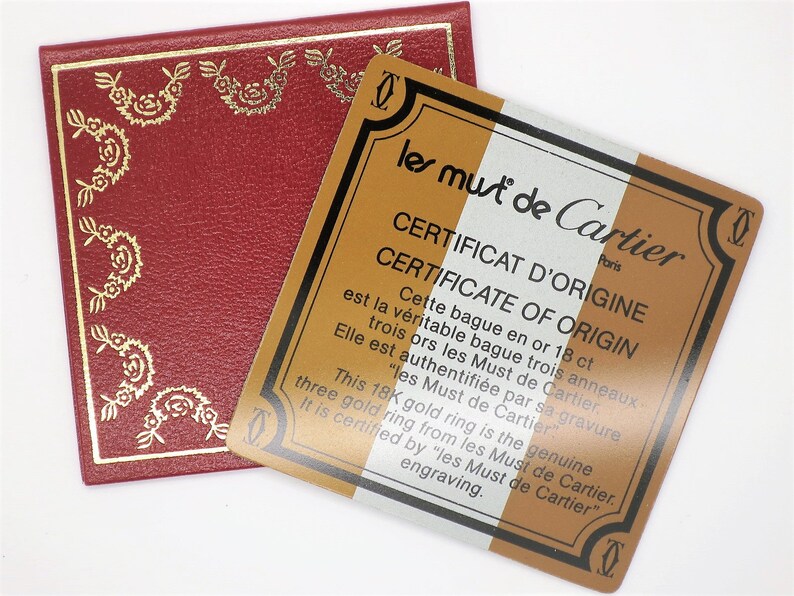 les must® de Cartier
Paris
CERTIFICAT D'ORIGINE
CERTIFICATE OF ORIGIN
Cette bague en or 18 ct
est la véritable bague trois anneaux
trois ors les Must de Cartier.
Elle est authentifiée par sa gravure
"les Must de Cartier"
This 18K gold ring is the genuine
three gold ring from les Must de Cartier.
It is certified by "les Must de Cartier"
engraving.